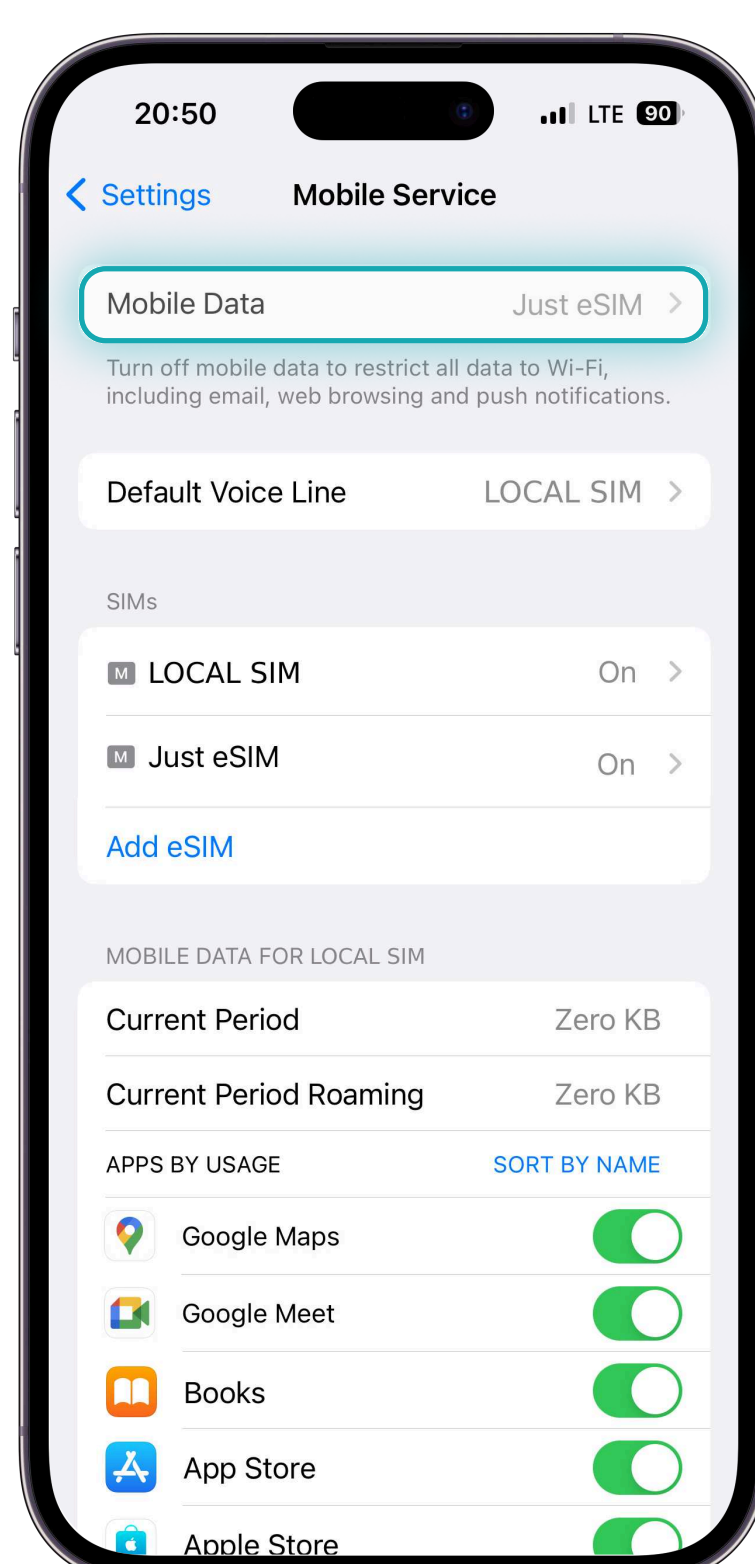 20:50 LTE 90
Settings Mobile Service
Mobile Data Just eSIM
Turn off mobile data to restrict all data to Wi-Fi,
including email, web browsing and push notifications.
Default Voice Line LOCAL SIM
SIMs
M LOCAL SIM On
M Just eSIM On
Add eSIM
MOBILE DATA FOR LOCAL SIM
Current Period Zero KB
Current Period Roaming Zero KB
APPS BY USAGE SORT BY NAME
Google Maps
Google Meet
Books
App Store
Apple Store